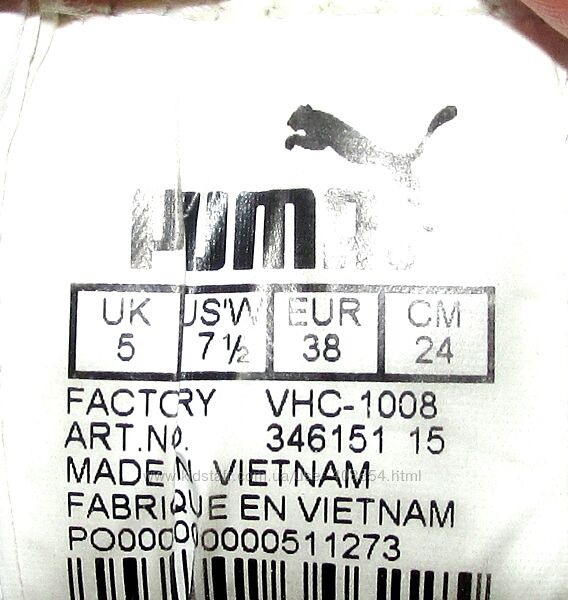 PUMA
UK US'W EUR CM
5 7½ 38 24
FACTORY VHC-1008
ART.NO. 346151 15
MADE IN VIETNAM
FABRIQUE EN VIETNAM